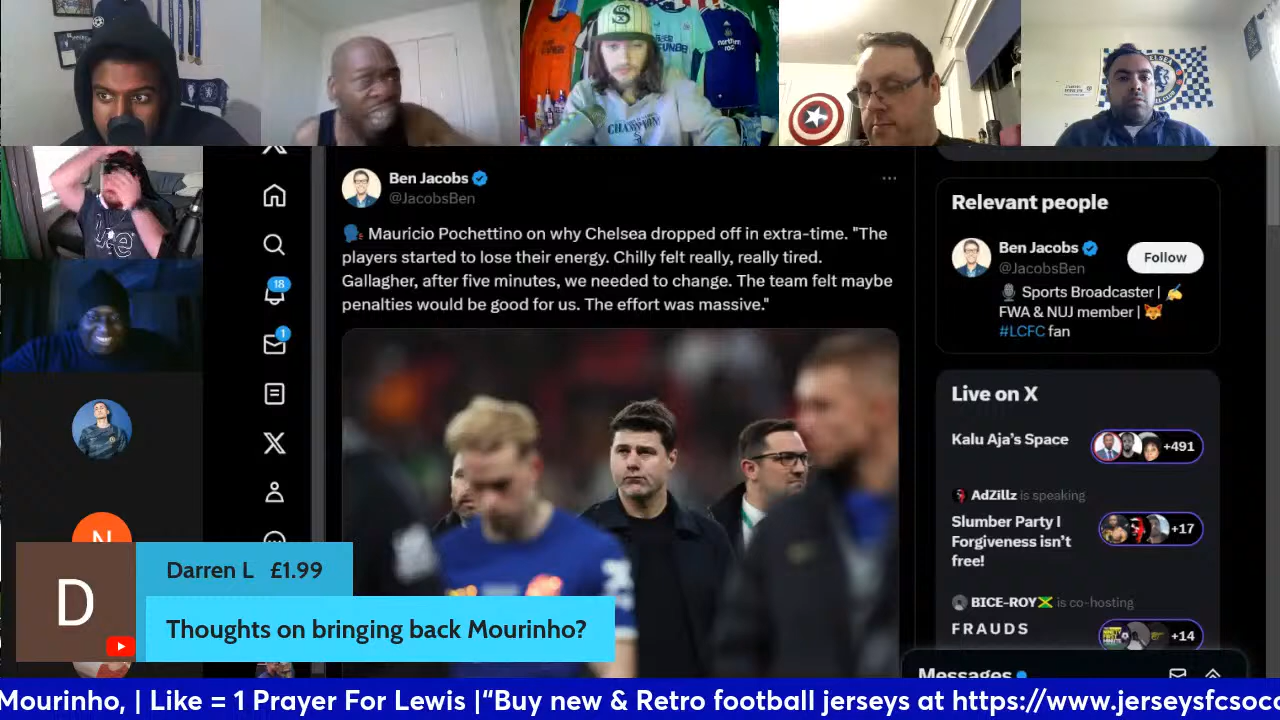 Ben Jacobs
@JacobsBen
Mauricio Pochettino on why Chelsea dropped off in extra-time. "The
players started to lose their energy. Chilly felt really, really tired.
Gallagher, after five minutes, we needed to change. The team felt maybe
penalties would be good for us. The effort was massive."
18
1
Relevant people
Ben Jacobs
@JacobsBen
Follow
Sports Broadcaster |
FWA & NUJ member |
#LCFC fan
Live on X
Kalu Aja's Space
+491
AdZillz is speaking
Slumber Party I
Forgiveness isn't
free!
+17
BICE-ROY is co-hosting
FRAUDS
+14
Messages
N
D
Darren L £1.99
Thoughts on bringing back Mourinho?
Mourinho, | Like = 1 Prayer For Lewis |“Buy new & Retro football jerseys at https://www.jerseysfcsocc